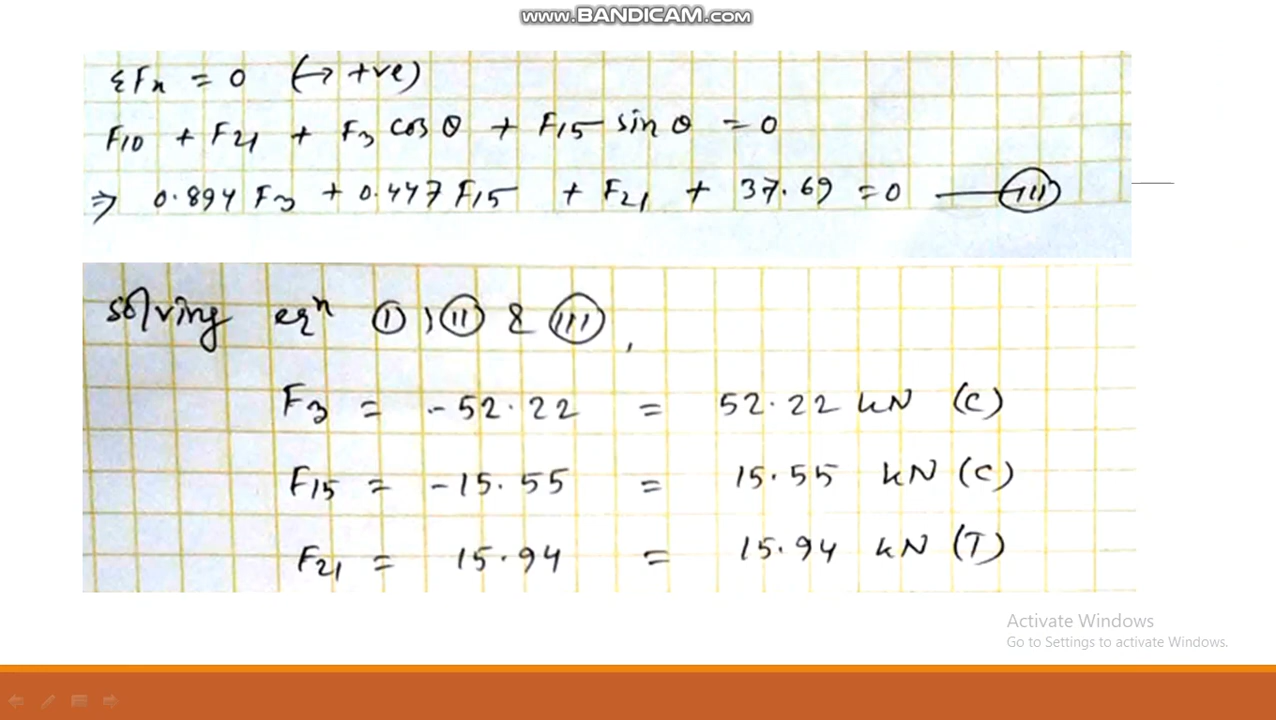 www.BANDICAM.com
ΣFx = 0 (→ +ve)
F10 + F21 + F3 cos θ + F15 sin θ = 0
⇒ 0.894 F3 + 0.447 F15 + F21 + 37.69 = 0 — (III)
solving eqn (I), (II) & (III),
F3 = -52.22 = 52.22 kN (C)
F15 = -15.55 = 15.55 kN (C)
F21 = 15.94 = 15.94 kN (T)
Activate Windows
Go to Settings to activate Windows.